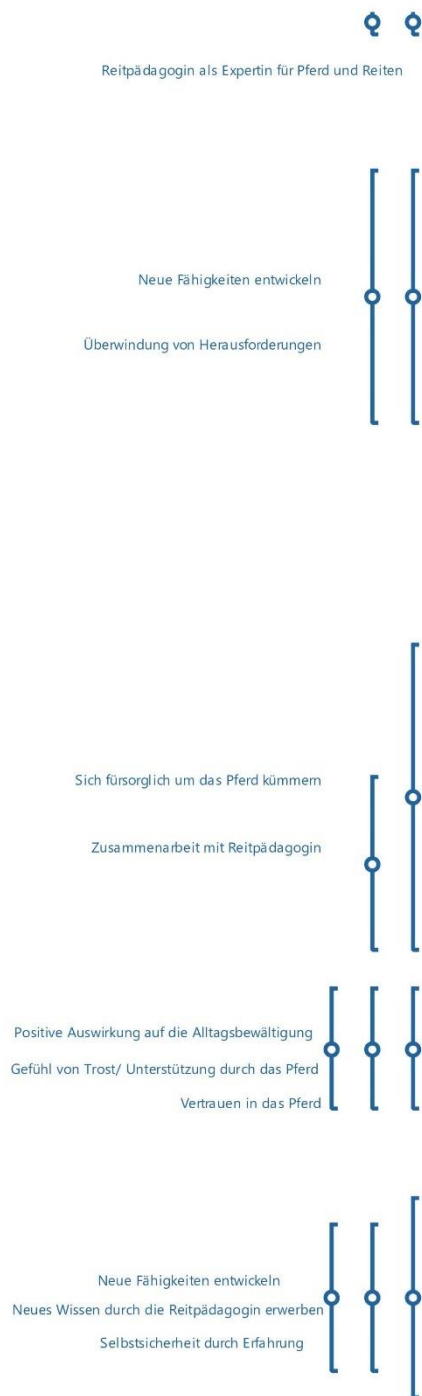 Reitpädagogin als Expertin für Pferd und Reiten
Neue Fähigkeiten entwickeln
Überwindung von Herausforderungen
Sich fürsorglich um das Pferd kümmern
Zusammenarbeit mit Reitpädagogin
Positive Auswirkung auf die Alltagsbewältigung
Gefühl von Trost/ Unterstützung durch das Pferd
Vertrauen in das Pferd
Neue Fähigkeiten entwickeln
Neues Wissen durch die Reitpädagogin erwerben
Selbstsicherheit durch Erfahrung